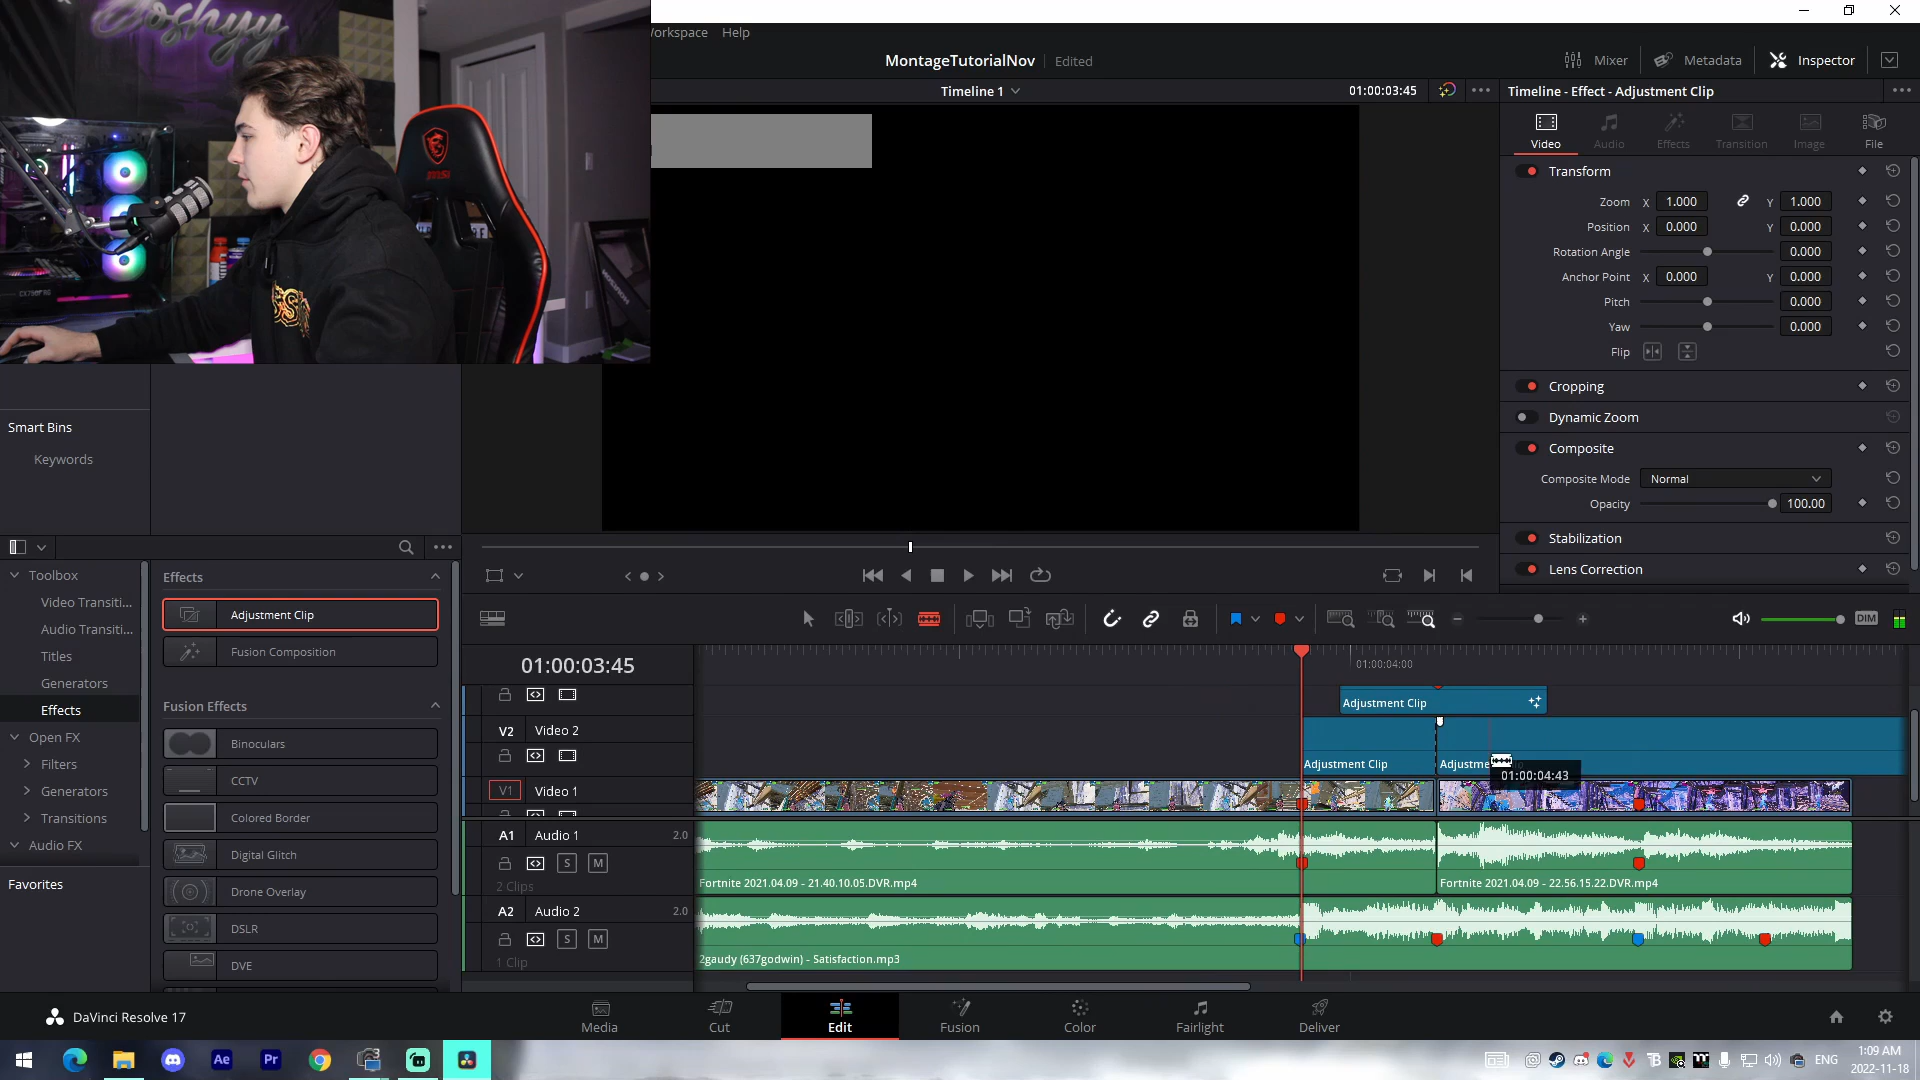 Joshyy
msi
Workspace Help
MontageTutorialNov Edited
Mixer Metadata Inspector
Timeline 1 01:00:03:45
Timeline - Effect - Adjustment Clip
Video Audio Effects Transition Image File
Transform
Zoom X 1.000 Y 1.000
Position X 0.000 Y 0.000
Rotation Angle 0.000
Anchor Point X 0.000 Y 0.000
Pitch 0.000
Yaw 0.000
Flip
Cropping
Dynamic Zoom
Composite
Composite Mode Normal
Opacity 100.00
Stabilization
Lens Correction
Smart Bins
Keywords
Toolbox
Video Transiti...
Audio Transiti...
Titles
Generators
Effects
Open FX
Filters
Generators
Transitions
Audio FX
Favorites
Effects
Adjustment Clip
Fusion Composition
Fusion Effects
Binoculars
CCTV
Colored Border
Digital Glitch
Drone Overlay
DSLR
DVE
DIM
01:00:03:45
01:00:04:00
Adjustment Clip
V2 Video 2
Adjustment Clip
Adjustme
01:00:04:43
V1 Video 1
A1 Audio 1 2.0
S M
2 Clips
Fortnite 2021.04.09 - 21.40.10.05.DVR.mp4
Fortnite 2021.04.09 - 22.56.15.22.DVR.mp4
A2 Audio 2 2.0
S M
1 Clip
2gaudy (637godwin) - Satisfaction.mp3
DaVinci Resolve 17
Media Cut Edit Fusion Color Fairlight Deliver
Ae Pr
ENG
1:09 AM
2022-11-18